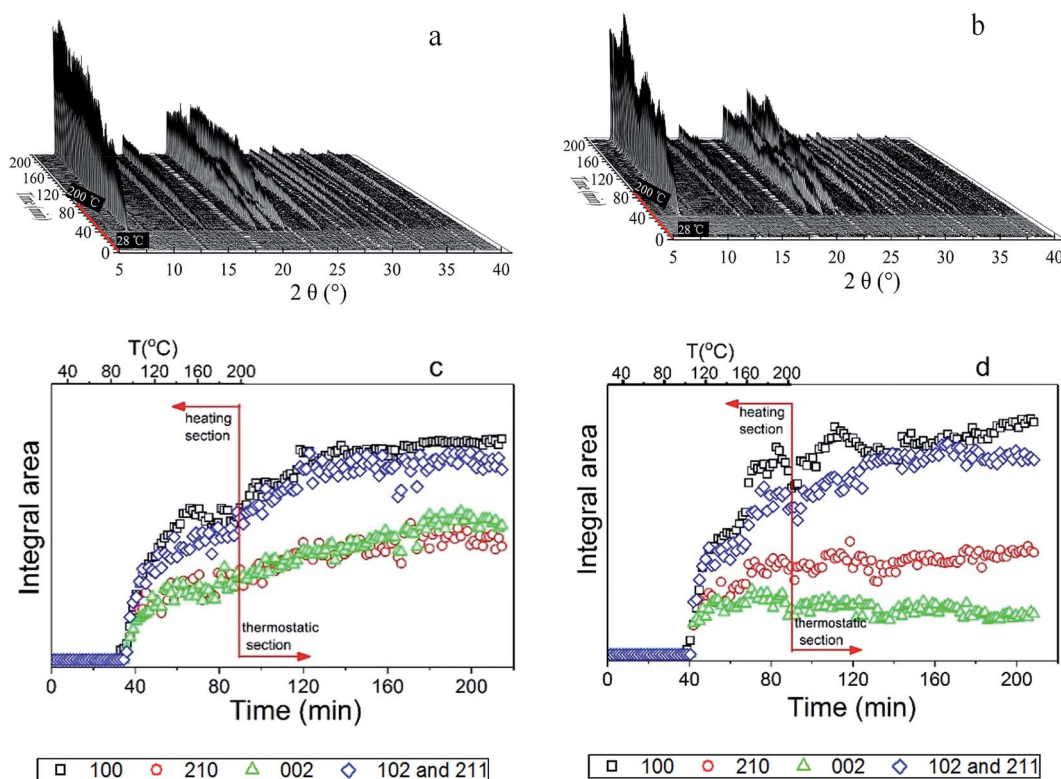 a
b
200
160
120
80
40
0
Time (min)
200 ℃
28 ℃
5 10 15 20 25 30 35 40
2 θ (°)
200
160
120
80
40
0
Time (min)
200 ℃
28 ℃
5 10 15 20 25 30 35 40
2 θ (°)
T(°C)
40 80 120 160 200
c
heating
section
Integral area
thermostatic
section
0 40 80 120 160 200
Time (min)
100 210 002 102 and 211
T(°C)
40 80 120 160 200
d
heating
section
Integral area
thermostatic
section
0 40 80 120 160 200
Time (min)
100 210 002 102 and 211